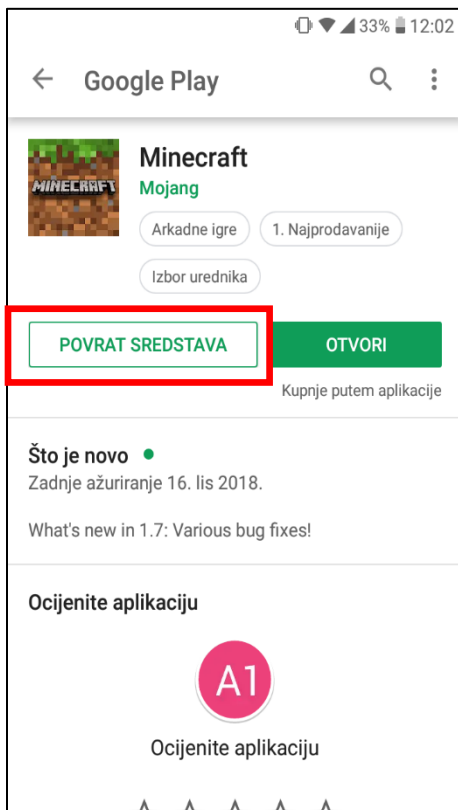 33% 12:02
Google Play
MINECRAFT
Minecraft
Mojang
Arkadne igre
1. Najprodavanije
Izbor urednika
POVRAT SREDSTAVA
OTVORI
Kupnje putem aplikacije
Što je novo
Zadnje ažuriranje 16. lis 2018.
What's new in 1.7: Various bug fixes!
Ocijenite aplikaciju
A1
Ocijenite aplikaciju